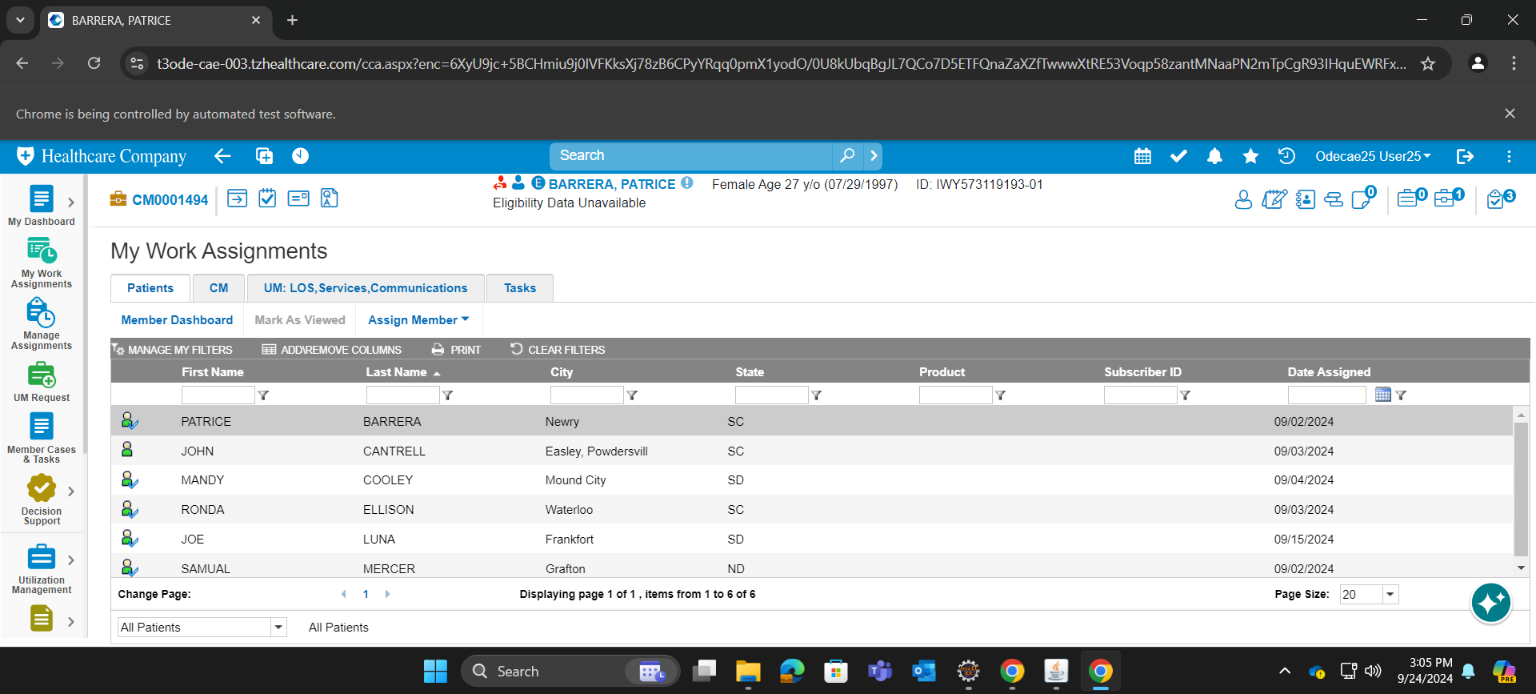 BARRERA, PATRICE
t3ode-cae-003.tzhealthcare.com/cca.aspx?enc=6XyU9jc+5BCHmiu9j0IVFKksXj78zB6CPyYRqq0pmX1yodO/0U8kUbqBgJL7QCo7D5ETFQnaZaXZfTwwwXtRE53Voqp58zantMNaaPN2mTpCgR93IHquEWRFx...
Chrome is being controlled by automated test software.
Healthcare Company
Search
Odecae25 User25
CM0001494
E BARRERA, PATRICE
Female Age 27 y/o (07/29/1997)
ID: IWY573119193-01
Eligibility Data Unavailable
0
0
1
3
My Dashboard
My Work
Assignments
Manage
Assignments
UM Request
Member Cases
& Tasks
Decision
Support
Utilization
Management
My Work Assignments
Patients CM UM: LOS,Services,Communications Tasks
Member Dashboard Mark As Viewed Assign Member
MANAGE MY FILTERS ADD\REMOVE COLUMNS PRINT CLEAR FILTERS
First Name Last Name City State Product Subscriber ID Date Assigned
PATRICE BARRERA Newry SC 09/02/2024
JOHN CANTRELL Easley, Powdersvill SC 09/03/2024
MANDY COOLEY Mound City SD 09/04/2024
RONDA ELLISON Waterloo SC 09/03/2024
JOE LUNA Frankfort SD 09/15/2024
SAMUAL MERCER Grafton ND 09/02/2024
Change Page: 1 Displaying page 1 of 1 , items from 1 to 6 of 6 Page Size: 20
All Patients All Patients
Search
3:05 PM
9/24/2024
PRE